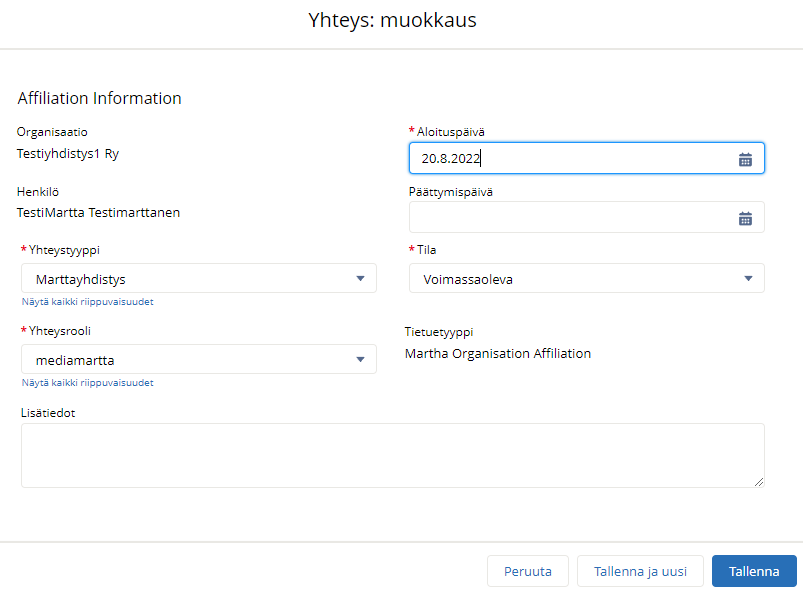 Yhteys: muokkaus
Affiliation Information
Organisaatio
Testiyhdistys1 Ry
* Aloituspäivä
20.8.2022
Henkilö
TestiMartta Testimarttanen
Päättymispäivä
* Yhteystyyppi
Marttayhdistys
Näytä kaikki riippuvaisuudet
* Tila
Voimassaoleva
* Yhteysrooli
mediamartta
Näytä kaikki riippuvaisuudet
Tietuetyyppi
Martha Organisation Affiliation
Lisätiedot
Peruuta
Tallenna ja uusi
Tallenna